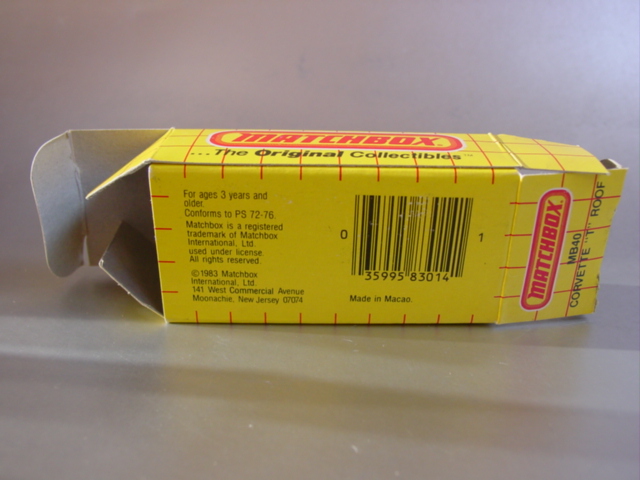 MATCHBOX
...The Original Collectibles™
For ages 3 years and
older.
Conforms to PS 72-76.
Matchbox is a registered
trademark of Matchbox
International, Ltd.
used under license.
All rights reserved.
©1983 Matchbox
International, Ltd.
141 West Commercial Avenue
Moonachie, New Jersey 07074
0 35995 83014 1
Made in Macao.
MATCHBOX
MB40
CORVETTE "T" ROOF